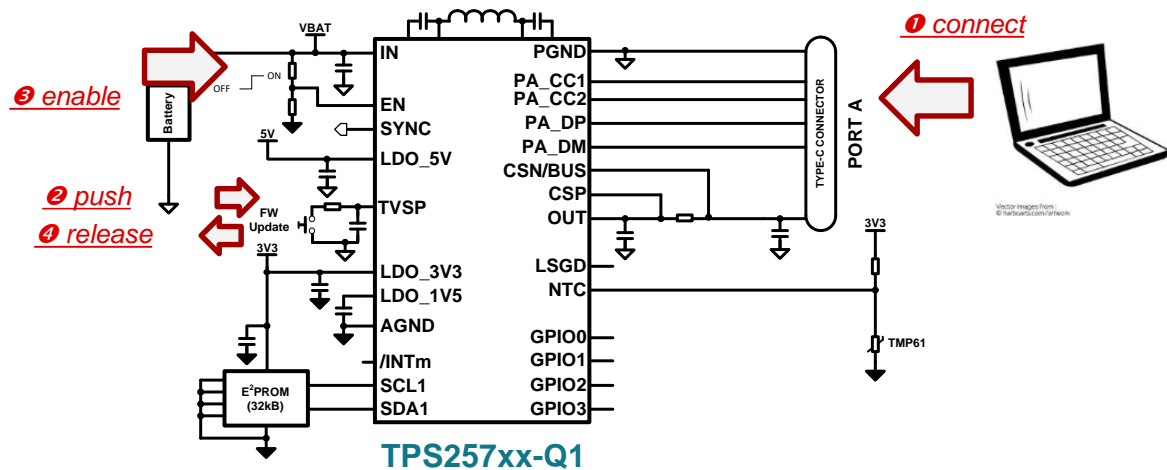 ❶ connect
VBAT
IN
PGND
ON
OFF
PA_CC1
❸ enable
EN
PA_CC2
Battery
SYNC
PA_DP
TYPE-C CONNECTOR
PORT A
5V
PA_DM
LDO_5V
CSN/BUS
❷ push
CSP
TVSP
OUT
FW
Update
❹ release
Vector Images From:
© harboarts.com/artwork
3V3
3V3
LDO_3V3
LSGD
LDO_1V5
NTC
AGND
GPIO0
TMP61
/INTm
GPIO1
E²PROM
(32kB)
SCL1
GPIO2
SDA1
GPIO3
TPS257xx-Q1